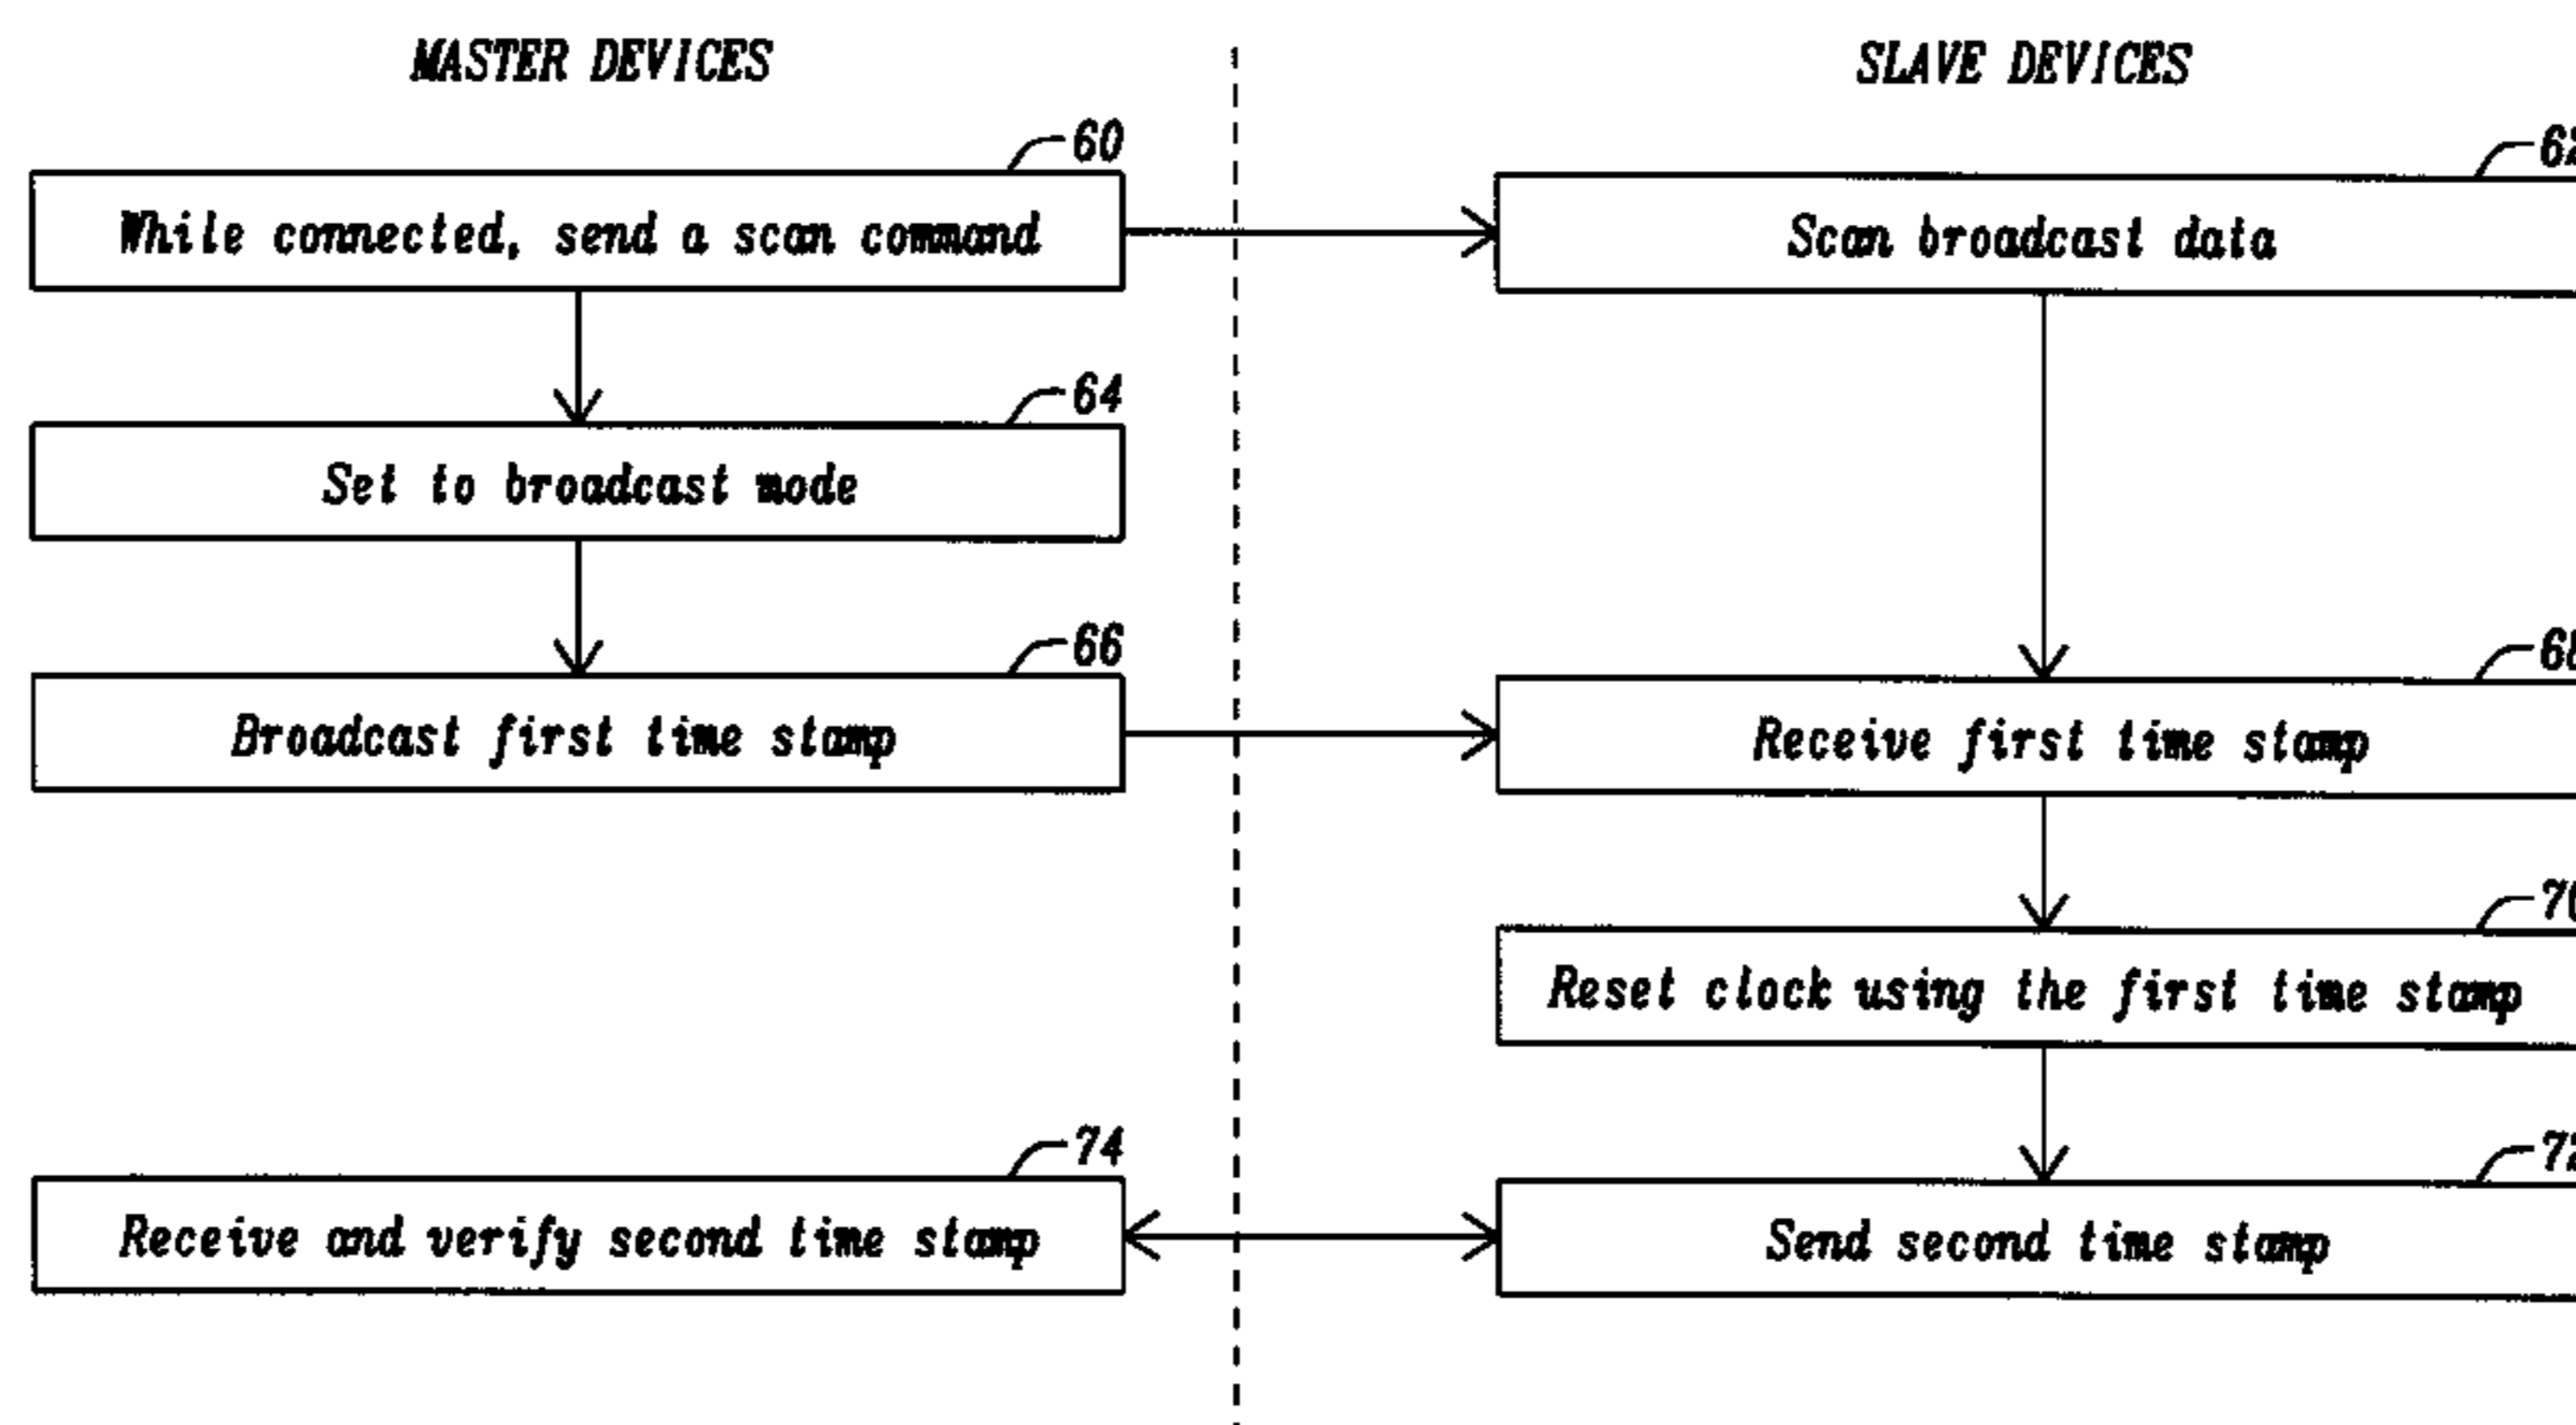 MASTER DEVICES
SLAVE DEVICES
60
While connected, send a scan command
Scan broadcast data
64
Set to broadcast mode
66
Broadcast first time stamp
Receive first time stamp
Reset clock using the first time stamp
74
Receive and verify second time stamp
Send second time stamp